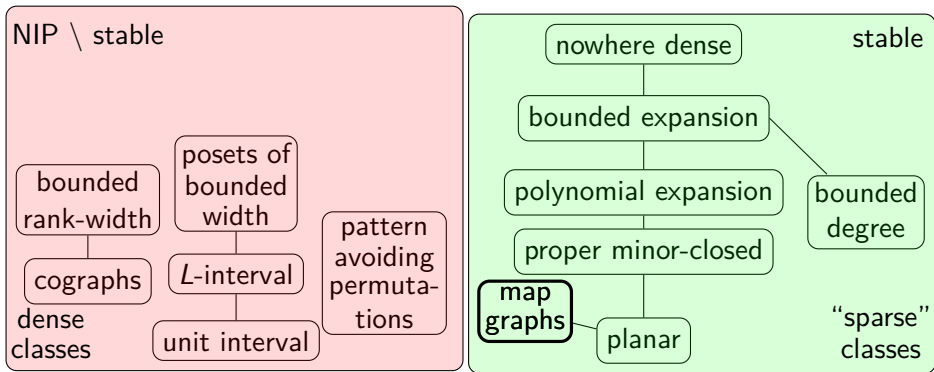 NIP \ stable
posets of
bounded
width
bounded
rank-width
pattern
avoiding
permuta-
tions
cographs
L-interval
unit interval
dense
classes
stable
nowhere dense
bounded expansion
polynomial expansion
bounded
degree
proper minor-closed
map
graphs
planar
“sparse”
classes